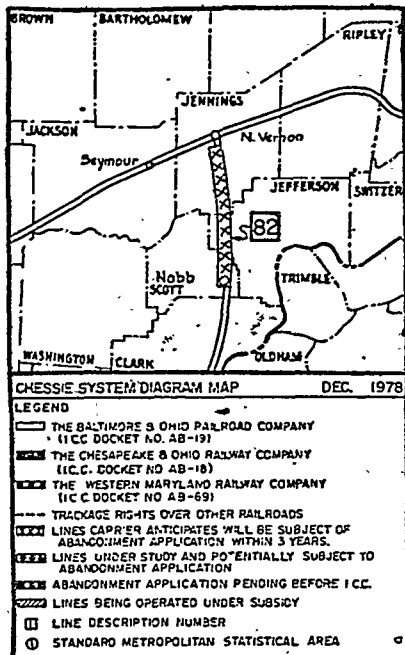 BROWN BARTHOLOMEW
RIPLEY
JENNINGS
JACKSON
N. Vernon
Seymour
JEFFERSON SWITZER
82
Nabb
SCOTT
TRIMBLE
WASHINGTON CLARK OLDHAM
CHESSIE SYSTEM DIAGRAM MAP DEC. 1978
LEGEND
THE BALTIMORE & OHIO RAILROAD COMPANY
(I.C.C. DOCKET NO. AB-19)
THE CHESAPEAKE & OHIO RAILWAY COMPANY
(I.C.C. DOCKET NO AB-18)
THE WESTERN MARYLAND RAILWAY COMPANY
(I.C.C. DOCKET NO AB-69)
TRACKAGE RIGHTS OVER OTHER RAILROADS
LINES CARRIER ANTICIPATES WILL BE SUBJECT OF
ABANDONMENT APPLICATION WITHIN 3 YEARS.
LINES UNDER STUDY AND POTENTIALLY SUBJECT TO
ABANDONMENT APPLICATION
ABANDONMENT APPLICATION PENDING BEFORE I.C.C.
LINES BEING OPERATED UNDER SUBSIDY
LINE DESCRIPTION NUMBER
STANDARD METROPOLITAN STATISTICAL AREA